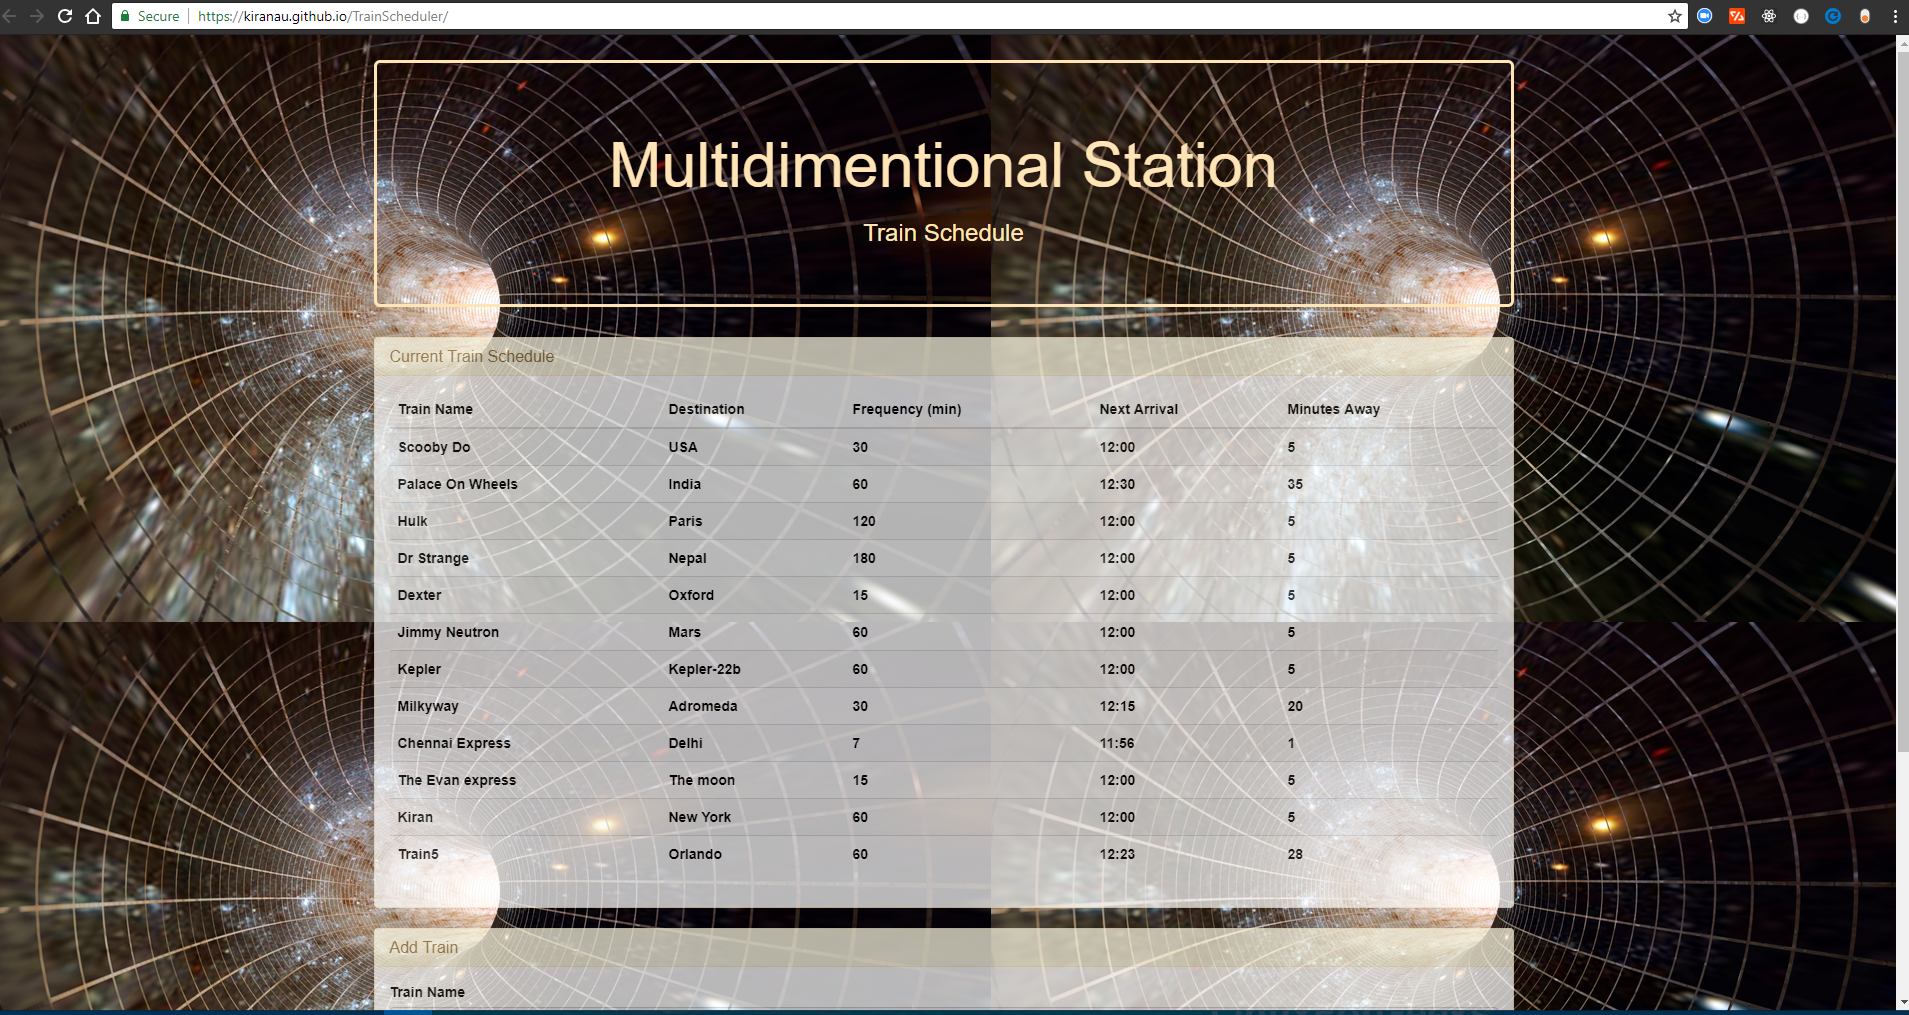 Secure https://kiranau.github.io/TrainScheduler/
Multidimentional Station
Train Schedule
Current Train Schedule
Train Name Destination Frequency (min) Next Arrival Minutes Away
Scooby Do USA 30 12:00 5
Palace On Wheels India 60 12:30 35
Hulk Paris 120 12:00 5
Dr Strange Nepal 180 12:00 5
Dexter Oxford 15 12:00 5
Jimmy Neutron Mars 60 12:00 5
Kepler Kepler-22b 60 12:00 5
Milkyway Adromeda 30 12:15 20
Chennai Express Delhi 7 11:56 1
The Evan express The moon 15 12:00 5
Kiran New York 60 12:00 5
Train5 Orlando 60 12:23 28
Add Train
Train Name